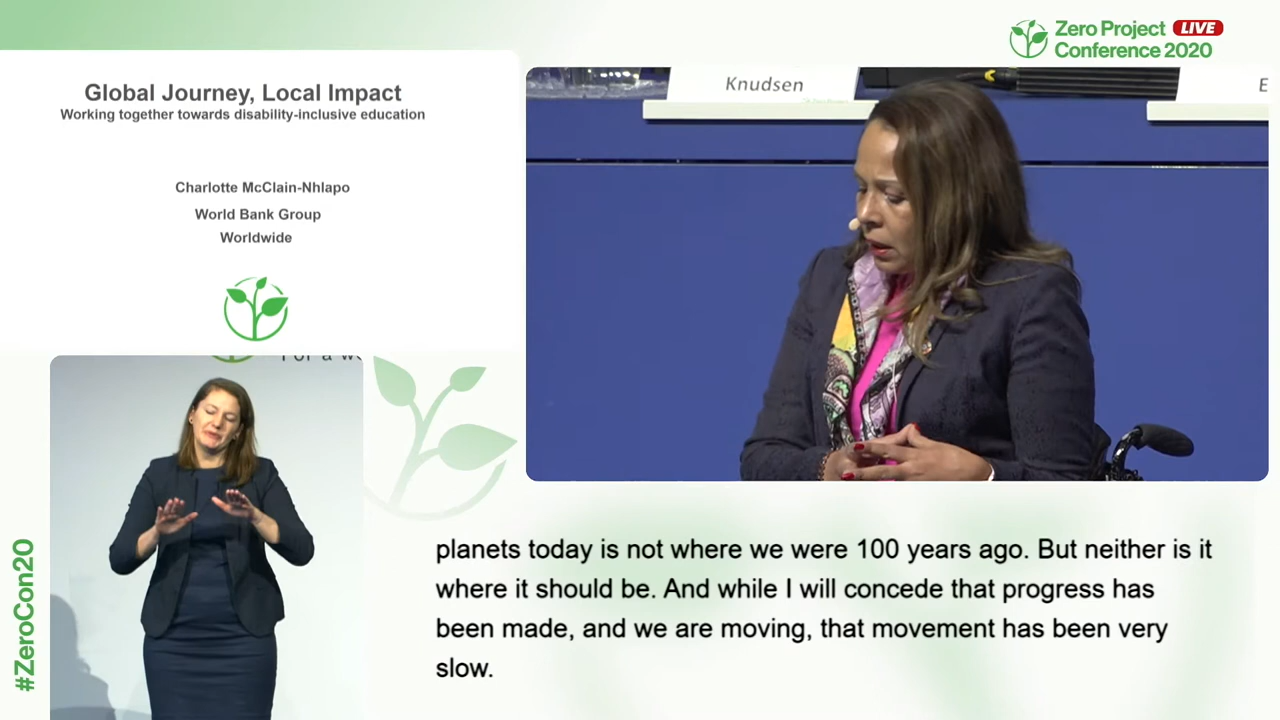 Zero Project LIVE
Conference 2020
Global Journey, Local Impact
Working together towards disability-inclusive education
Charlotte McClain-Nhlapo
World Bank Group
Worldwide
Knudsen
E
For a w
#ZeroCon20
planets today is not where we were 100 years ago. But neither is it
where it should be. And while I will concede that progress has
been made, and we are moving, that movement has been very
slow.